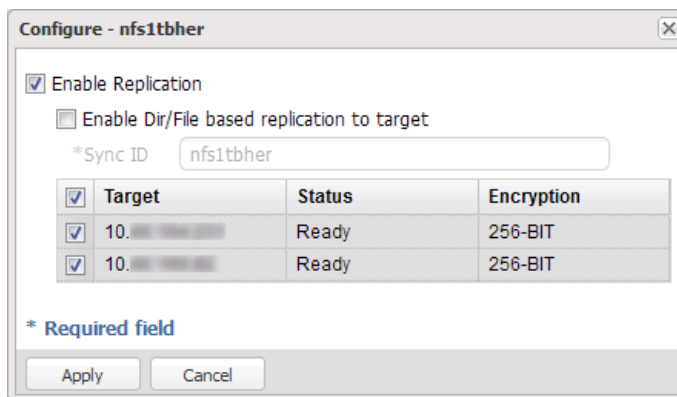 Configure - nfs1tbher
Enable Replication
Enable Dir/File based replication to target
*Sync ID nfs1tbher
Target Status Encryption
10. Ready 256-BIT
10. Ready 256-BIT
* Required field
Apply Cancel